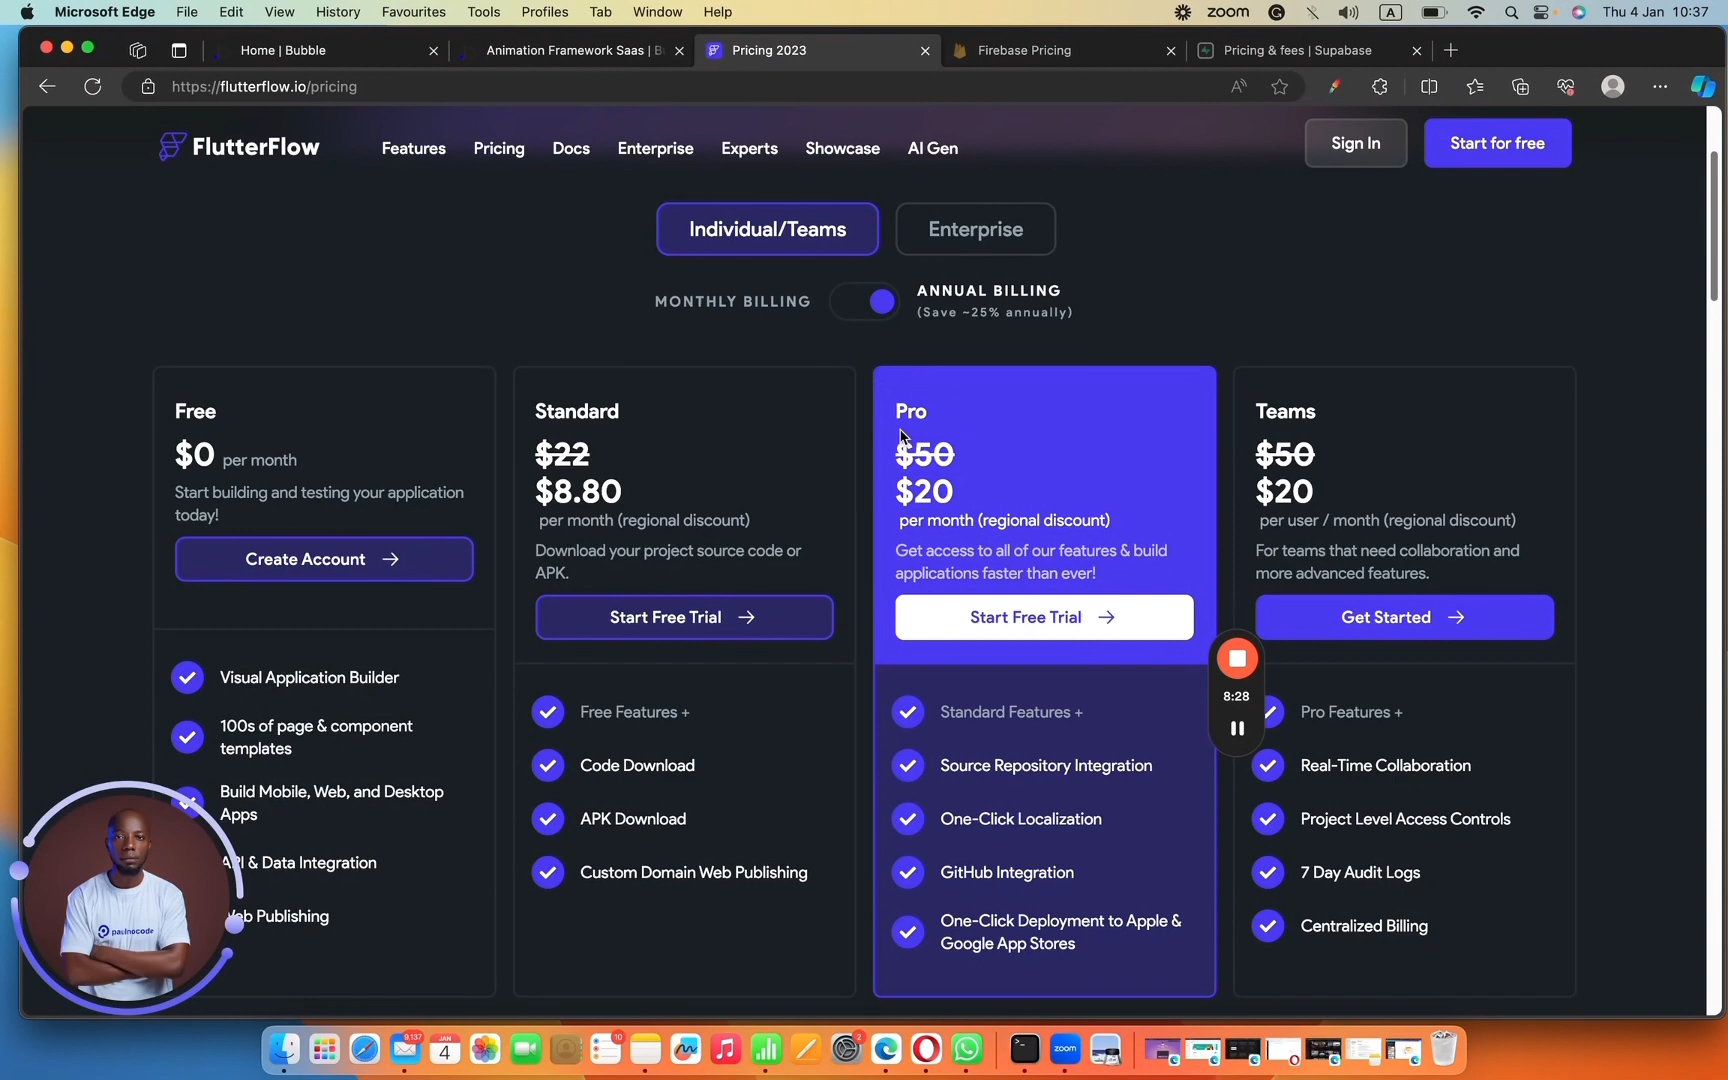 Microsoft Edge File Edit View History Favourites Tools Profiles Tab Window Help
zoom A Thu 4 Jan 10:37
Home | Bubble
Animation Framework Saas | B
Pricing 2023
Firebase Pricing
Pricing & fees | Supabase
https://flutterflow.io/pricing
FlutterFlow
Features Pricing Docs Enterprise Experts Showcase AI Gen
Sign In
Start for free
Individual/Teams
Enterprise
MONTHLY BILLING
ANNUAL BILLING
(Save ~25% annually)
Free
$0 per month
Start building and testing your application
today!
Create Account →
Visual Application Builder
100s of page & component
templates
Build Mobile, Web, and Desktop
Apps
API & Data Integration
Web Publishing
Standard
$22
$8.80
per month (regional discount)
Download your project source code or
APK.
Start Free Trial →
Free Features +
Code Download
APK Download
Custom Domain Web Publishing
Pro
$50
$20
per month (regional discount)
Get access to all of our features & build
applications faster than ever!
Start Free Trial →
Standard Features +
Source Repository Integration
One-Click Localization
GitHub Integration
One-Click Deployment to Apple &
Google App Stores
Teams
$50
$20
per user / month (regional discount)
For teams that need collaboration and
more advanced features.
Get Started →
Pro Features +
Real-Time Collaboration
Project Level Access Controls
7 Day Audit Logs
Centralized Billing
8:28
paulnocode
9,137
JAN
4
10
2
zoom